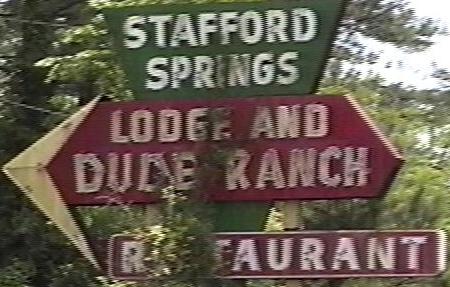 STAFFORD
SPRINGS
LODGE AND
DUDE RANCH
RESTAURANT